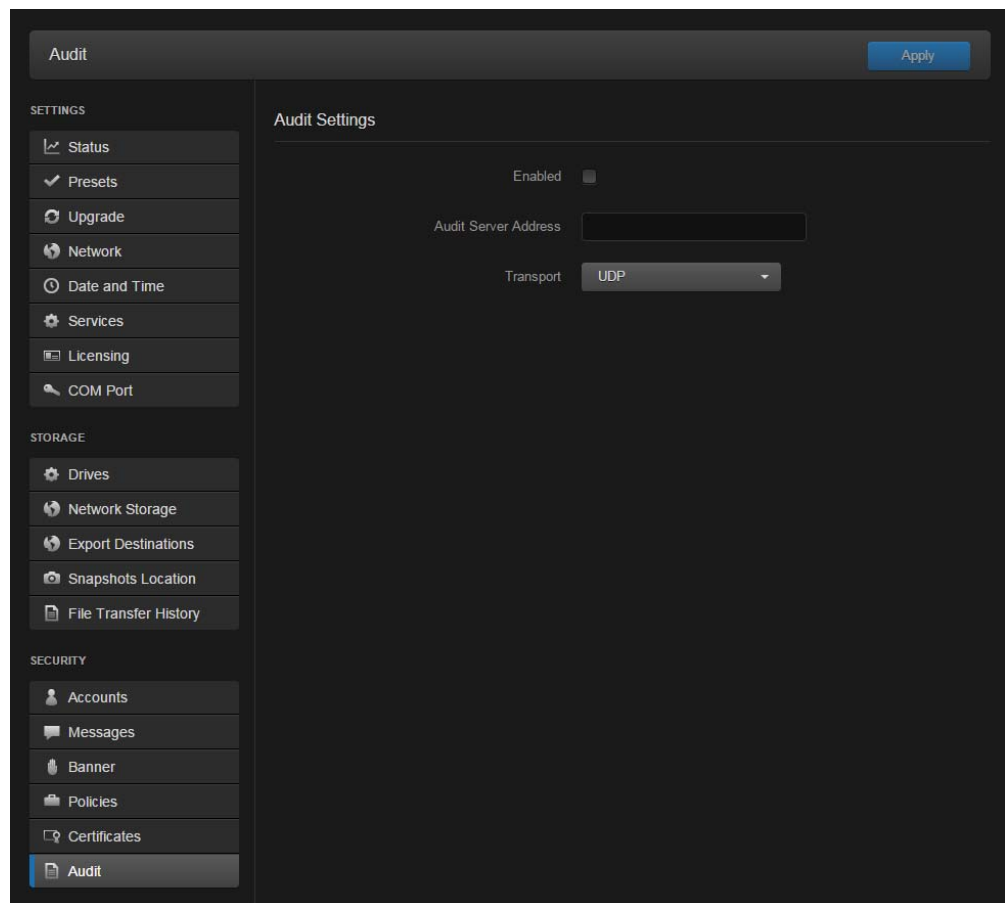 Audit
Apply
SETTINGS
Status
Presets
Upgrade
Network
Date and Time
Services
Licensing
COM Port
STORAGE
Drives
Network Storage
Export Destinations
Snapshots Location
File Transfer History
SECURITY
Accounts
Messages
Banner
Policies
Certificates
Audit
Audit Settings
Enabled
Audit Server Address
Transport UDP